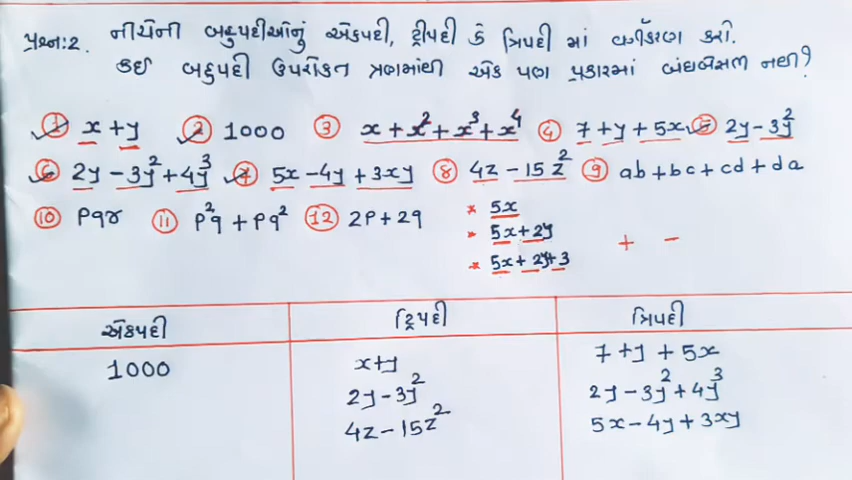 પ્રશ્ન:2. નીચેની બહુપદીઓનું એકપદી, દ્વીપદી કે ત્રિપદી માં વર્ગીકરણ કરો.
કઈ બહુપદી ઉપરોક્ત ત્રણમાંથી એક પણ પ્રકારમાં બંધબેસતી નથી?
① x + y ② 1000 ③ x + x² + x³ + x⁴ ④ 7 + y + 5x ⑤ 2y - 3y²
⑥ 2y - 3y² + 4y³ ⑦ 5x - 4y + 3xy ⑧ 4z - 15z² ⑨ ab + bc + cd + da
⑩ pqr ⑪ p²q + pq² ⑫ 2p + 2q * 5x
* 5x + 2y + -
* 5x + 2y + 3
એકપદી દ્વિપદી ત્રિપદી
1000 x+y 7 + y + 5x
2y - 3y² 2y - 3y² + 4y³
4z - 15z² 5x - 4y + 3xy